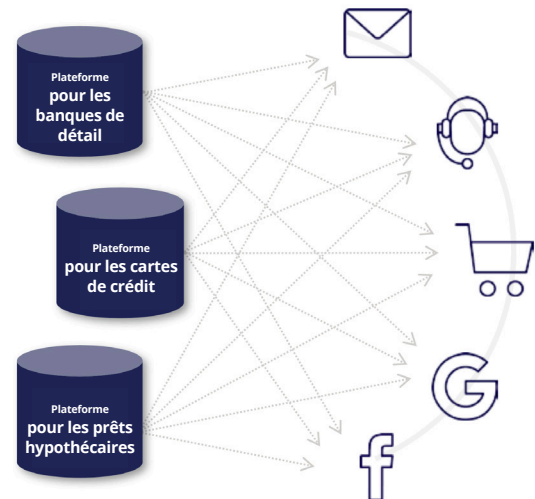 Plateforme
pour les
banques de
détail
Plateforme
pour les cartes
de crédit
Plateforme
pour les prêts
hypothécaires